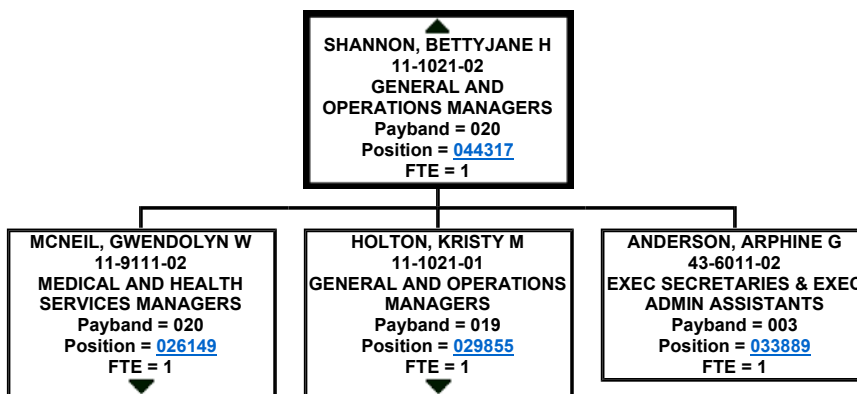 SHANNON, BETTYJANE H
11-1021-02
GENERAL AND
OPERATIONS MANAGERS
Payband = 020
Position = 044317
FTE = 1
MCNEIL, GWENDOLYN W
11-9111-02
MEDICAL AND HEALTH
SERVICES MANAGERS
Payband = 020
Position = 026149
FTE = 1
HOLTON, KRISTY M
11-1021-01
GENERAL AND OPERATIONS
MANAGERS
Payband = 019
Position = 029855
FTE = 1
ANDERSON, ARPHINE G
43-6011-02
EXEC SECRETARIES & EXEC
ADMIN ASSISTANTS
Payband = 003
Position = 033889
FTE = 1